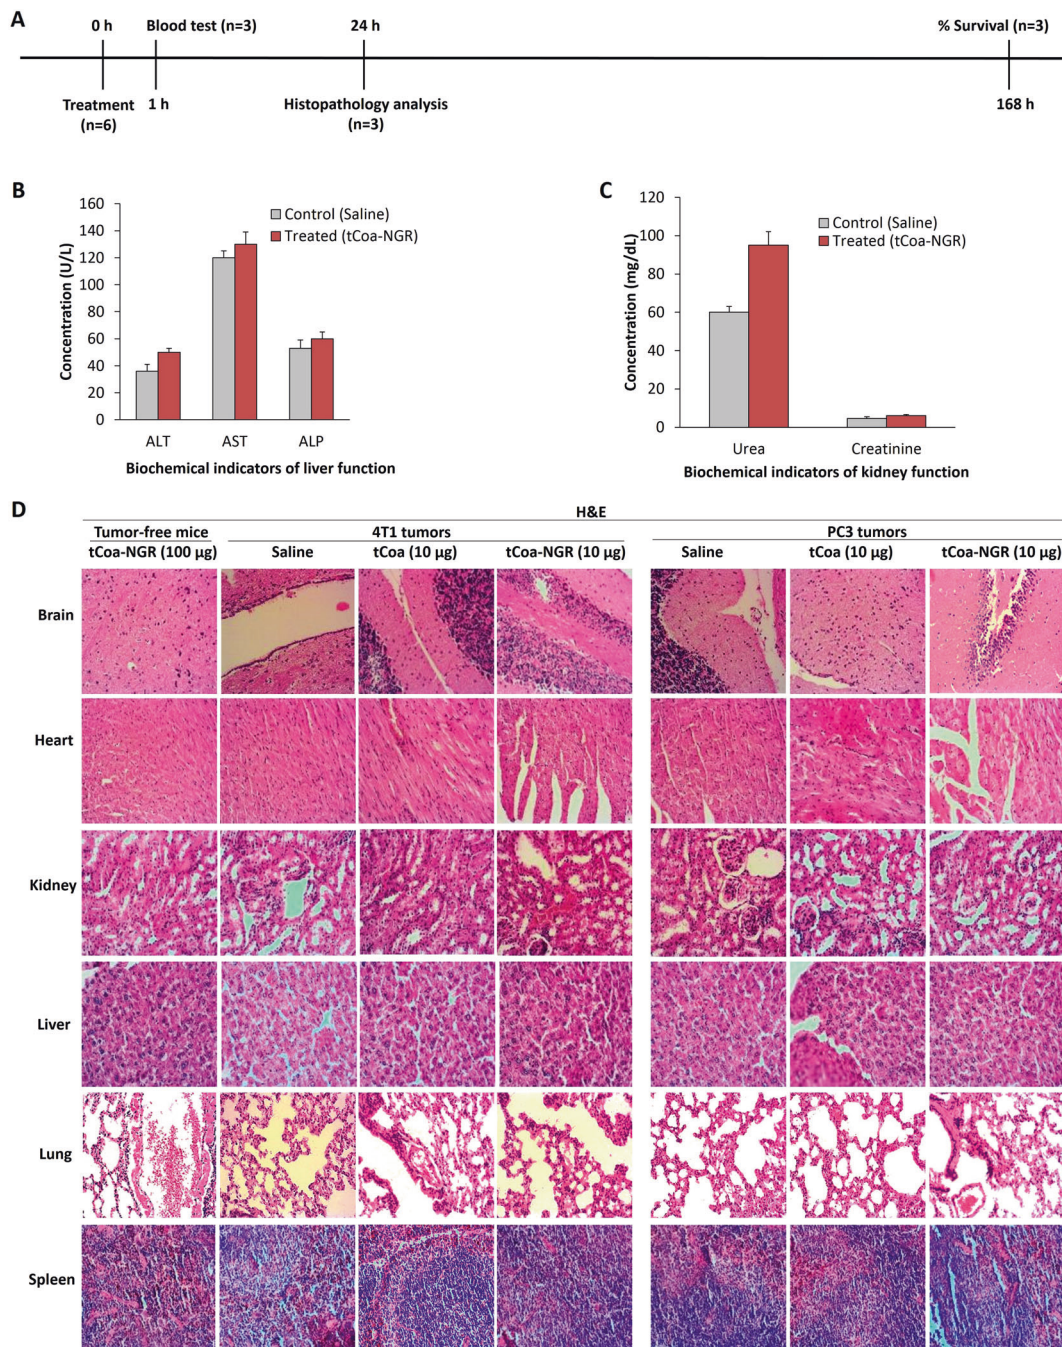 A
0 h
Blood test (n=3)
24 h
% Survival (n=3)
Treatment
(n=6)
1 h
Histopathology analysis
(n=3)
168 h
B
160
140
120
100
80
60
40
20
0
Concentration (U/L)
Control (Saline)
Treated (tCoa-NGR)
ALT
AST
ALP
Biochemical indicators of liver function
C
120
100
80
60
40
20
0
Concentration (mg/dL)
Control (Saline)
Treated (tCoa-NGR)
Urea
Creatinine
Biochemical indicators of kidney function
D
H&E
Tumor-free mice
4T1 tumors
PC3 tumors
tCoa-NGR (100 µg)
Saline
tCoa (10 µg)
tCoa-NGR (10 µg)
Saline
tCoa (10 µg)
tCoa-NGR (10 µg)
Brain
Heart
Kidney
Liver
Lung
Spleen